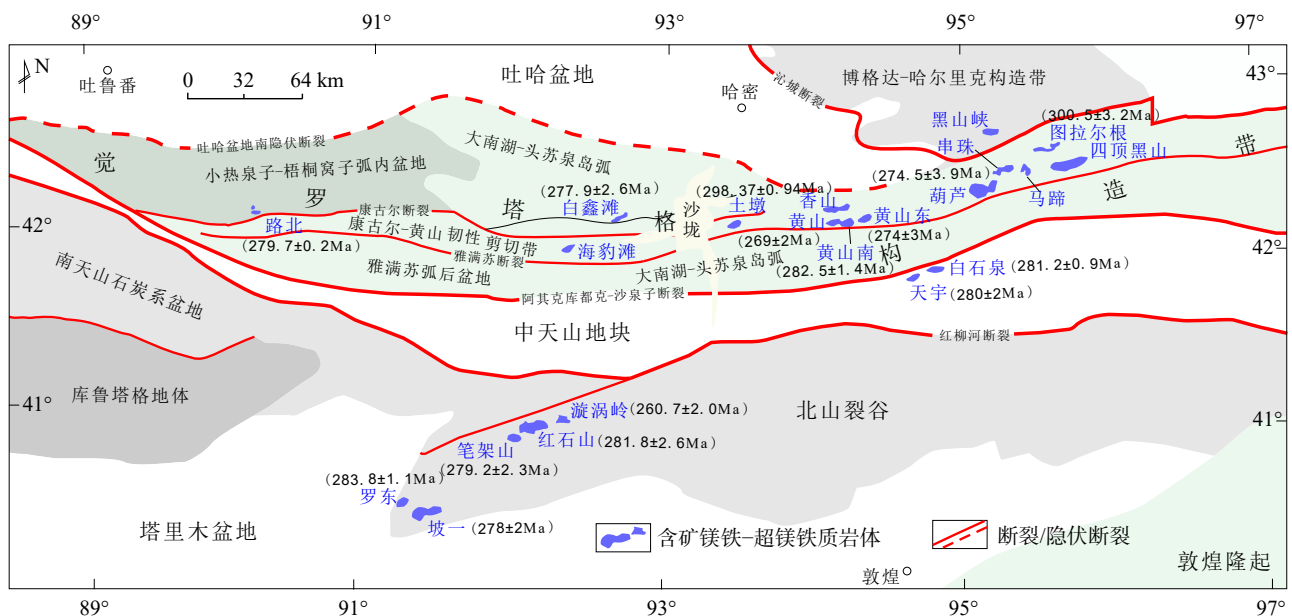 89°
91°
93°
95°
97°
N
吐鲁番
0 32 64 km
吐哈盆地
哈密
沁城断裂
博格达-哈尔里克构造带
43°
43°
黑山峡
(300.5±3.2Ma)
图拉尔根
串珠
四顶黑山
(274.5±3.9Ma)
葫芦
马蹄
吐哈盆地南隐伏断裂
大南湖-头苏泉岛弧
小热泉子-梧桐窝子弧内盆地
觉
罗
塔
格
构
造
带
(277.9±2.6Ma)
白鑫滩
(298.37±0.94Ma)
土墩
沙垅
香山
黄山
黄山东
(269±2M a)
黄山南
(274±3M a)
(282.5±1.4M a)
路北
(279.7±0.2M a)
康古尔断裂
康古尔-黄山 韧性 剪切带
雅满苏断裂
海豹滩
雅满苏弧后盆地
大南湖-头苏泉岛弧
42°
42°
白石泉(281.2±0.9M a)
天宇(280±2M a)
阿其克库都克-沙泉子断裂
南天山石炭系盆地
中天山地块
红柳河断裂
库鲁塔格地体
41°
41°
北山裂谷
漩涡岭(260.7±2.0M a)
红石山(281.8±2.6M a)
笔架山
(279.2±2.3M a)
(283.8±1.1M a)
罗东
坡一(278±2M a)
塔里木盆地
含矿镁铁-超镁铁质岩体
断裂/隐伏断裂
敦煌
敦煌隆起
89°
91°
93°
95°
97°